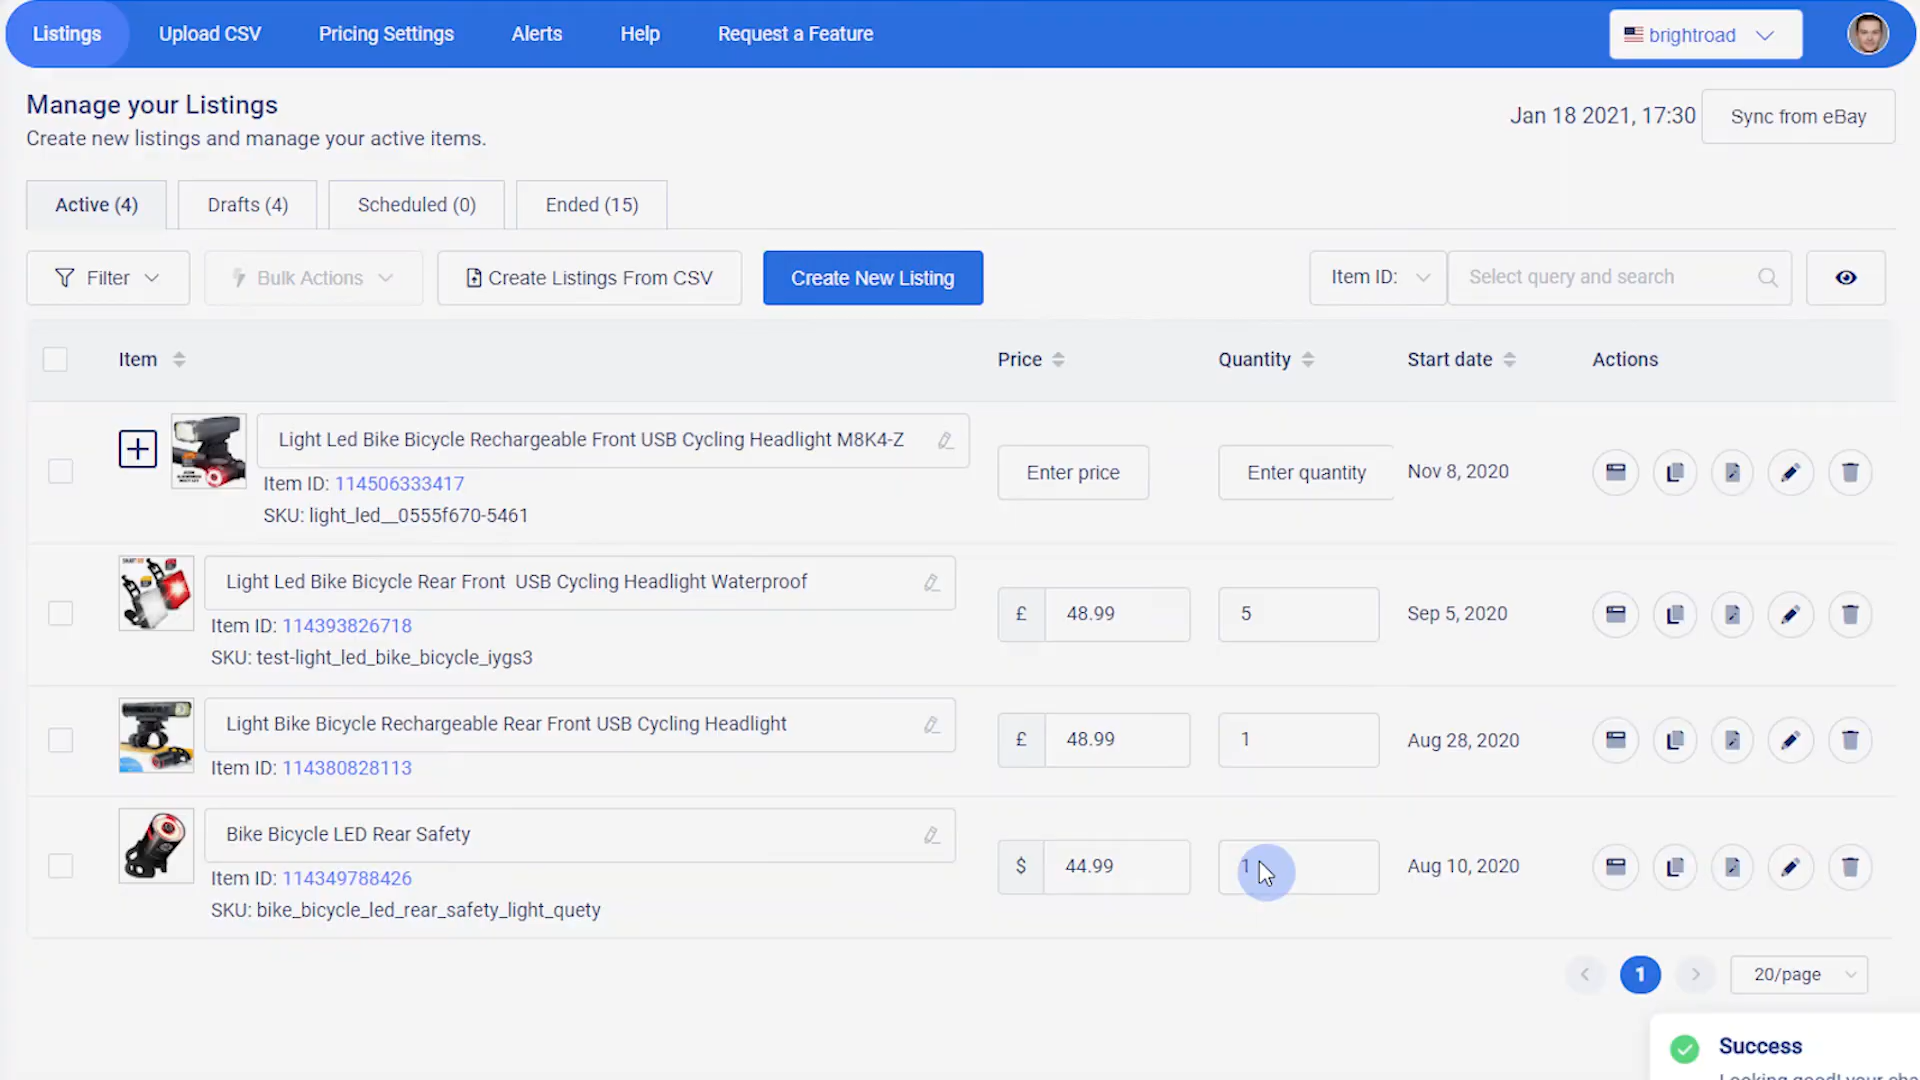 Listings
Upload CSV
Pricing Settings
Alerts
Help
Request a Feature
brightroad
Manage your Listings
Create new listings and manage your active items.
Jan 18 2021, 17:30
Sync from eBay
Active (4)
Drafts (4)
Scheduled (0)
Ended (15)
Filter
Bulk Actions
Create Listings From CSV
Create New Listing
Item ID:
Select query and search
Item
Price
Quantity
Start date
Actions
Light Led Bike Bicycle Rechargeable Front USB Cycling Headlight M8K4-Z
Item ID: 114506333417
SKU: light_led__0555f670-5461
Enter price
Enter quantity
Nov 8, 2020
Light Led Bike Bicycle Rear Front  USB Cycling Headlight Waterproof
Item ID: 114393826718
SKU: test-light_led_bike_bicycle_iygs3
£ 48.99
5
Sep 5, 2020
Light Bike Bicycle Rechargeable Rear Front USB Cycling Headlight
Item ID: 114380828113
£ 48.99
1
Aug 28, 2020
Bike Bicycle LED Rear Safety
Item ID: 114349788426
SKU: bike_bicycle_led_rear_safety_light_quety
$ 44.99
1
Aug 10, 2020
1
20/page
Success